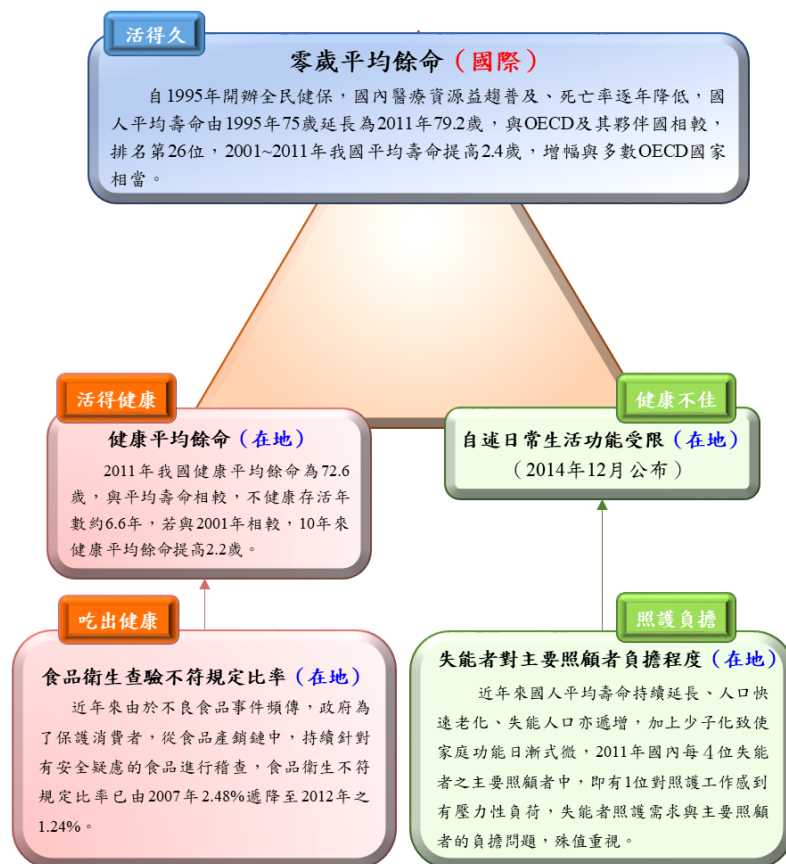 活得久
零歲平均餘命（國際）
自1995年開辦全民健保，國內醫療資源益趨普及、死亡率逐年降低，國
人平均壽命由1995年75歲延長為2011年79.2歲，與OECD及其夥伴國相較，
排名第26位，2001~2011年我國平均壽命提高2.4歲，增幅與多數OECD國家
相當。
活得健康
健康平均餘命（在地）
2011年我國健康平均餘命為72.6
歲，與平均壽命相較，不健康存活年
數約6.6年，若與2001年相較，10年來
健康平均餘命提高2.2歲。
健康不佳
自述日常生活功能受限（在地）
（2014年12月公布）
吃出健康
食品衛生查驗不符規定比率（在地）
近年來由於不良食品事件頻傳，政府為
了保護消費者，從食品產銷鏈中，持續針對
有安全疑慮的食品進行稽查，食品衛生不符
規定比率已由2007年2.48%遞降至2012年之
1.24%。
照護負擔
失能者對主要照顧者負擔程度（在地）
近年來國人平均壽命持續延長、人口快
速老化、失能人口亦遞增，加上少子化致使
家庭功能日漸式微，2011年國內每4位失能
者之主要照顧者中，即有1位對照護工作感到
有壓力性負荷，失能者照護需求與主要照顧
者的負擔問題，殊值重視。